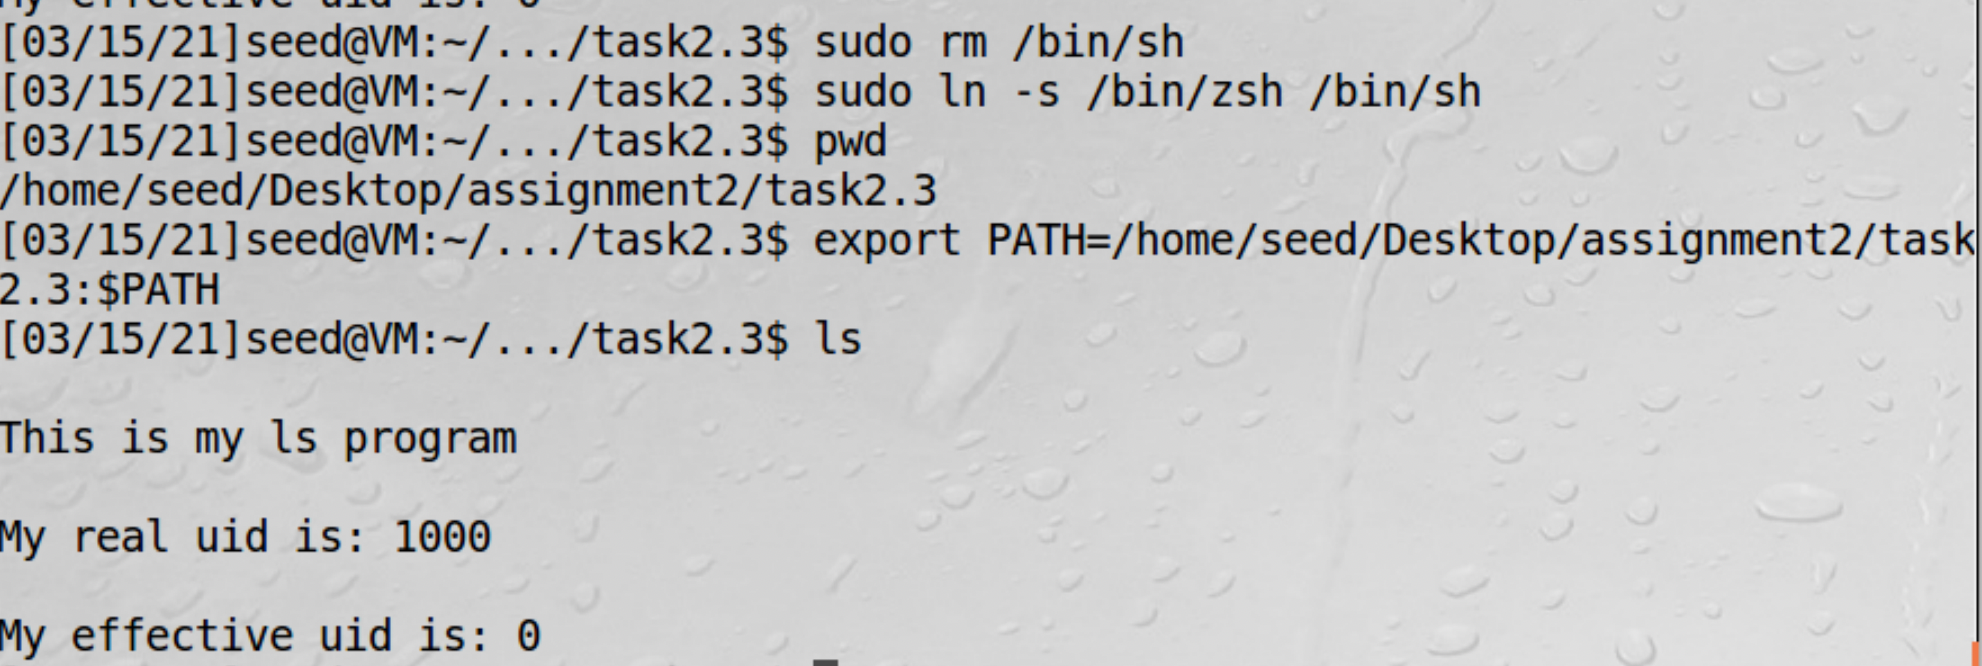 My effective uid is: 0
[03/15/21]seed@VM:~/.../task2.3$ sudo rm /bin/sh
[03/15/21]seed@VM:~/.../task2.3$ sudo ln -s /bin/zsh /bin/sh
[03/15/21]seed@VM:~/.../task2.3$ pwd
/home/seed/Desktop/assignment2/task2.3
[03/15/21]seed@VM:~/.../task2.3$ export PATH=/home/seed/Desktop/assignment2/task
2.3:$PATH
[03/15/21]seed@VM:~/.../task2.3$ ls
This is my ls program
My real uid is: 1000
My effective uid is: 0